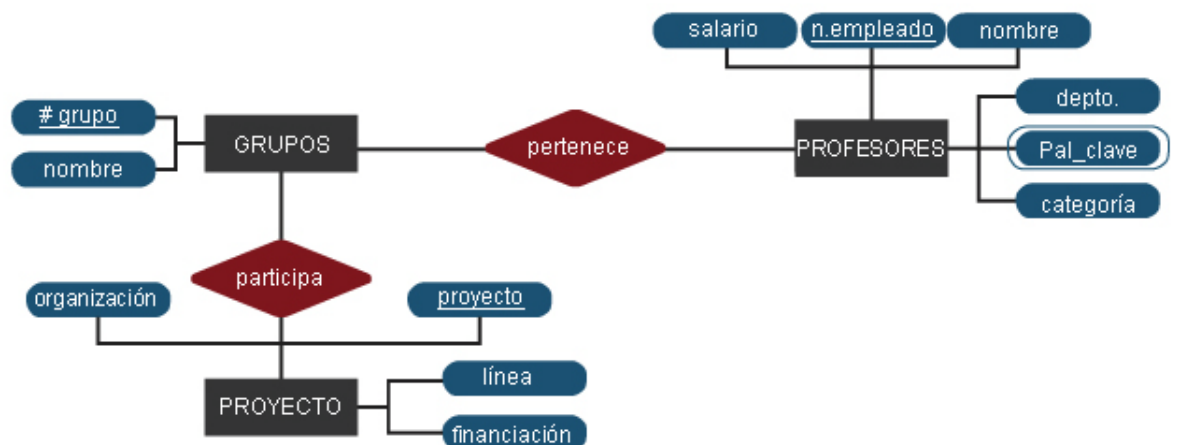 salario
n.empleado
nombre
# grupo
nombre
GRUPOS
pertenece
PROFESORES
depto.
Pal_clave
categoría
participa
organización
proyecto
PROYECTO
línea
financiación